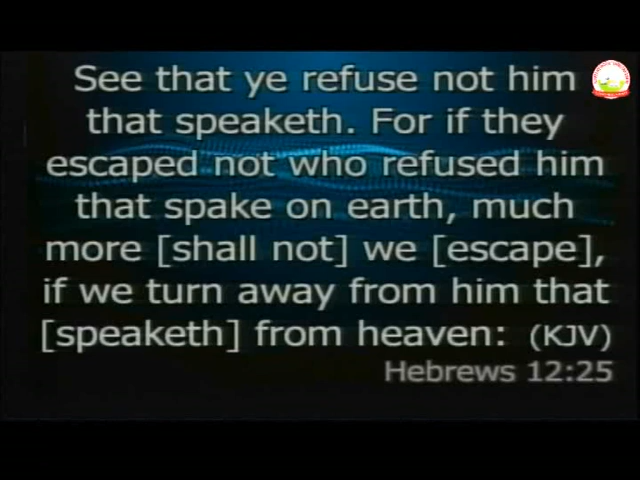 See that ye refuse not him
that speaketh. For if they
escaped not who refused him
that spake on earth, much
more [shall not] we [escape],
if we turn away from him that
[speaketh] from heaven: (KJV)
Hebrews 12:25